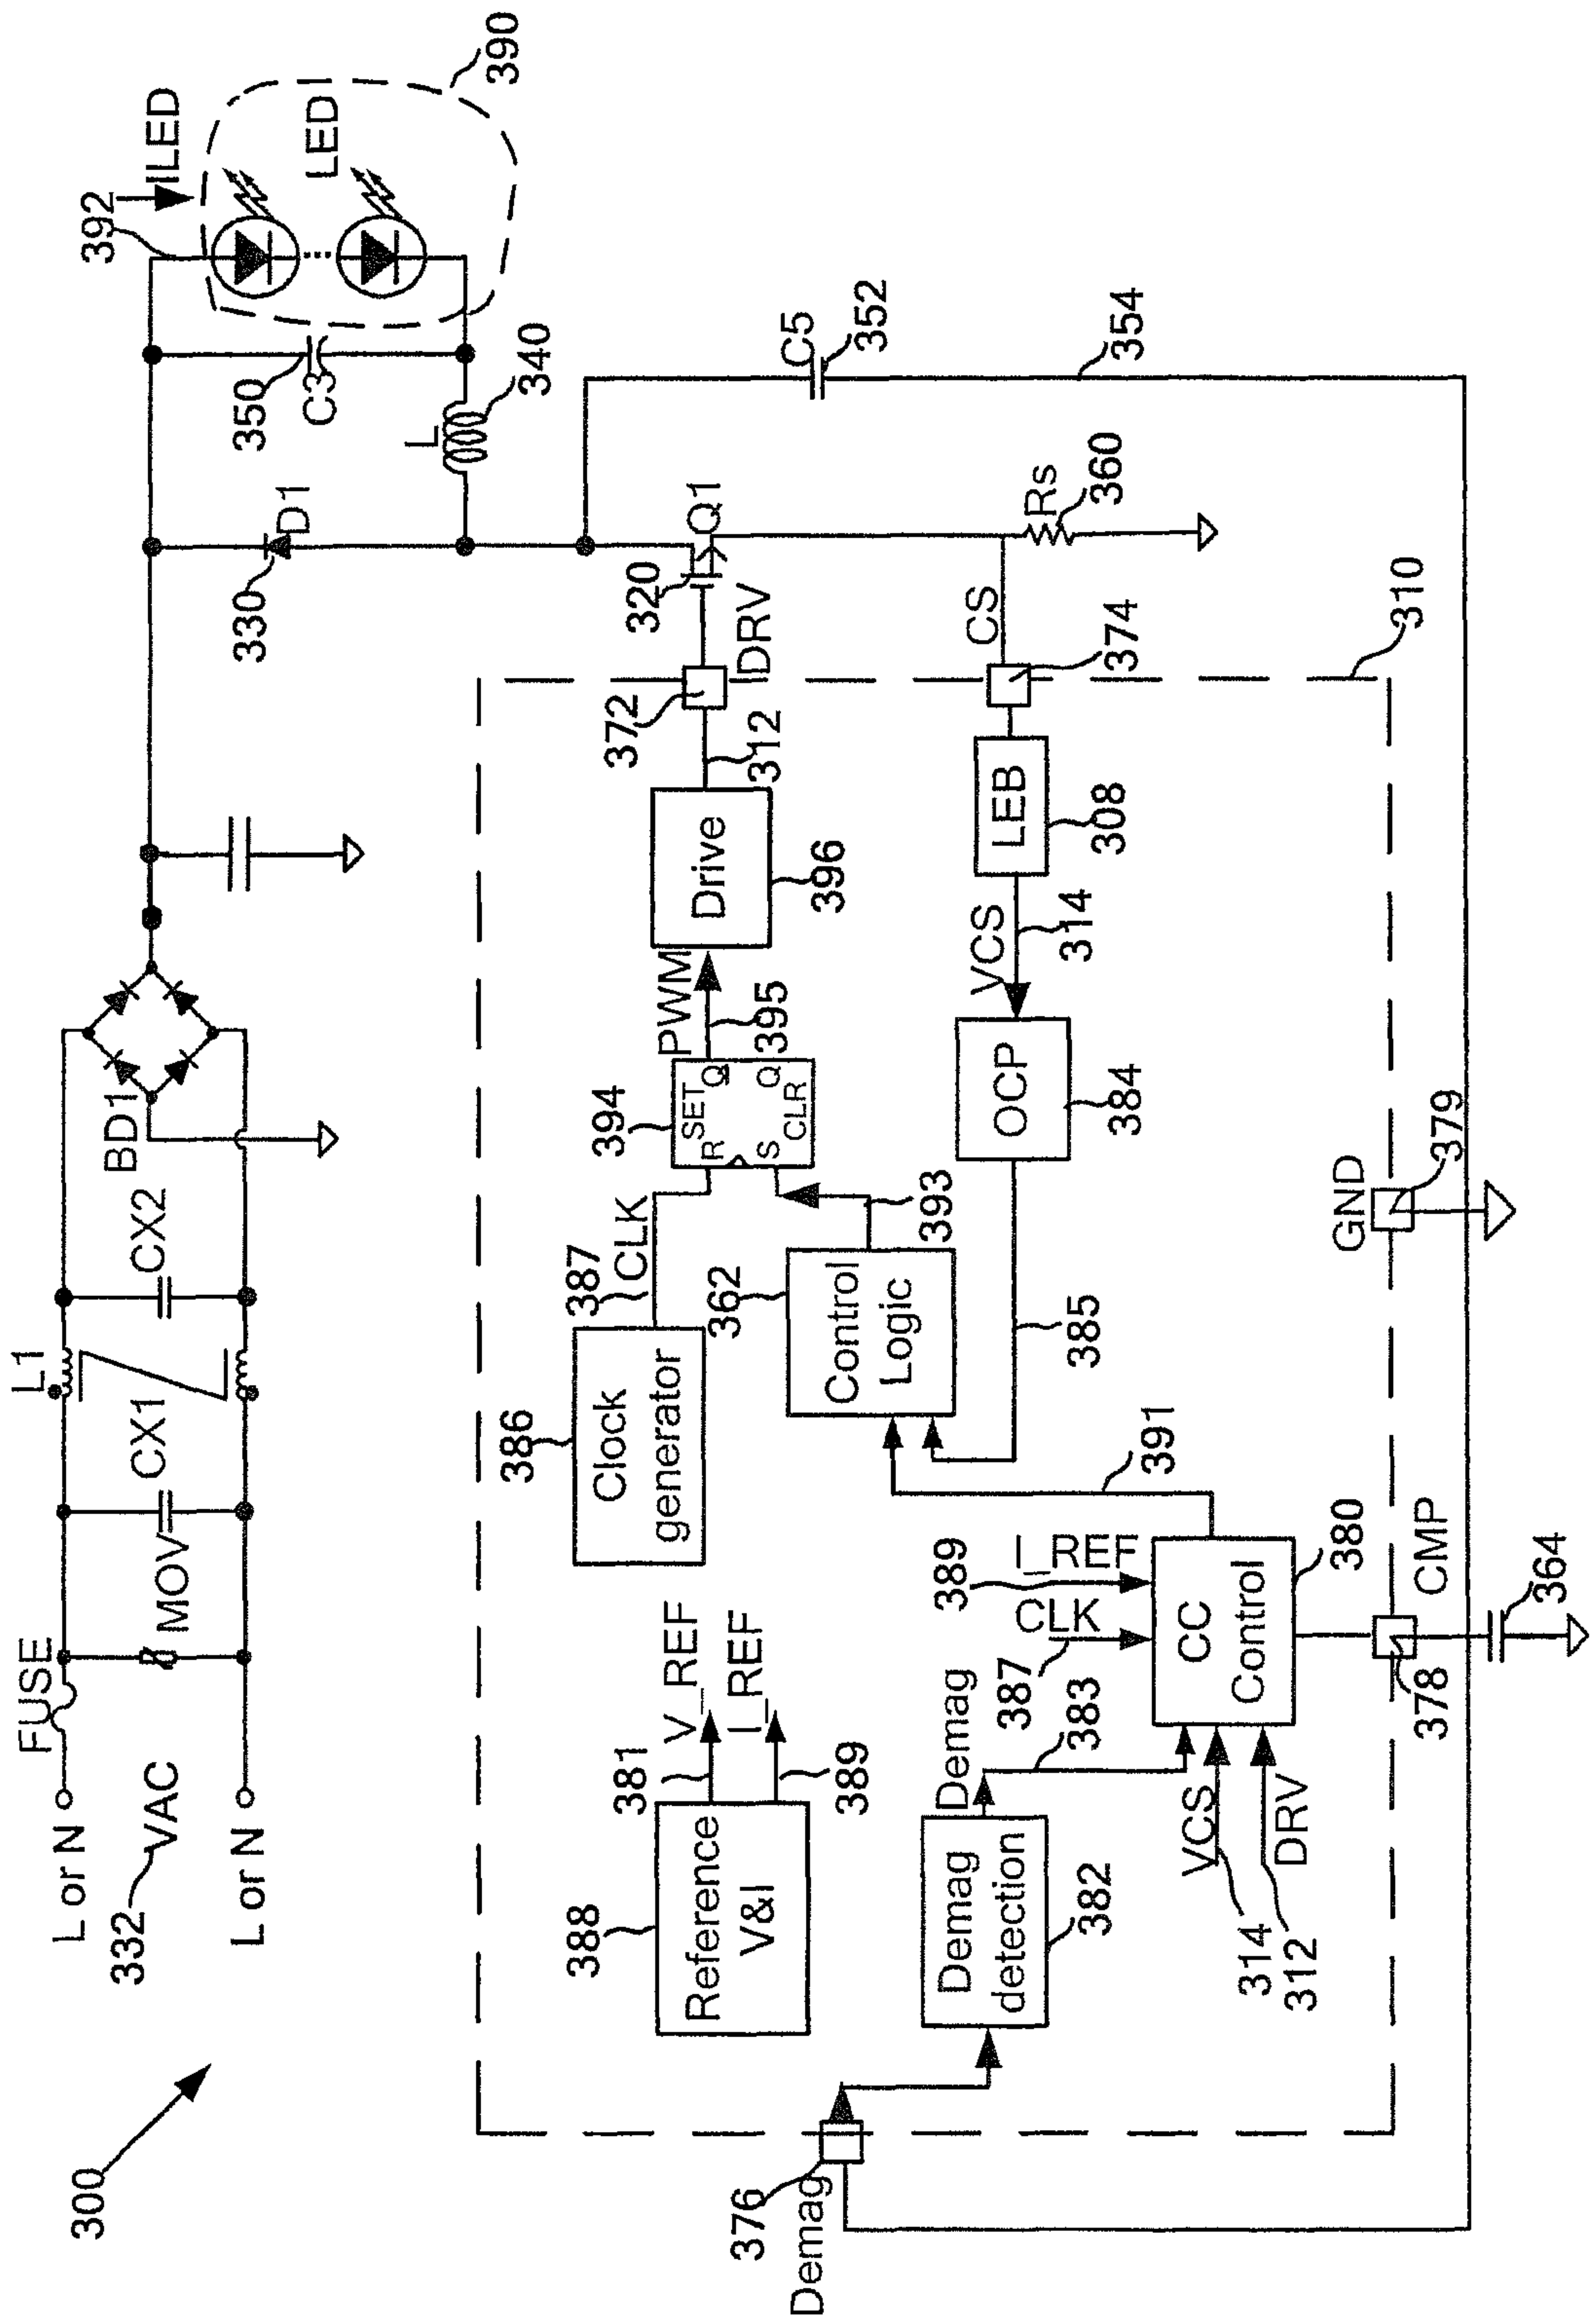 300
L or N
332
VAC
L or N
FUSE
MOV
CX1
L1
CX2
BD1
330
D1
350
C3
L
340
392
ILED
LED
390
C5
352
354
320
Q1
DRV
372
312
Rs
360
CS
374
310
388
Reference
V&I
381
V_REF
I_REF
389
386
Clock
generator
387
CLK
394
SET
R
Q
S
Q
CLR
PWM
395
Drive
396
362
Control
Logic
393
385
OCP
384
VCS
314
LEB
308
376
Demag
Demag
detection
382
Demag
383
VCS
314
DRV
312
387
CLK
389
I_REF
CC
Control
380
391
378
CMP
364
GND
379